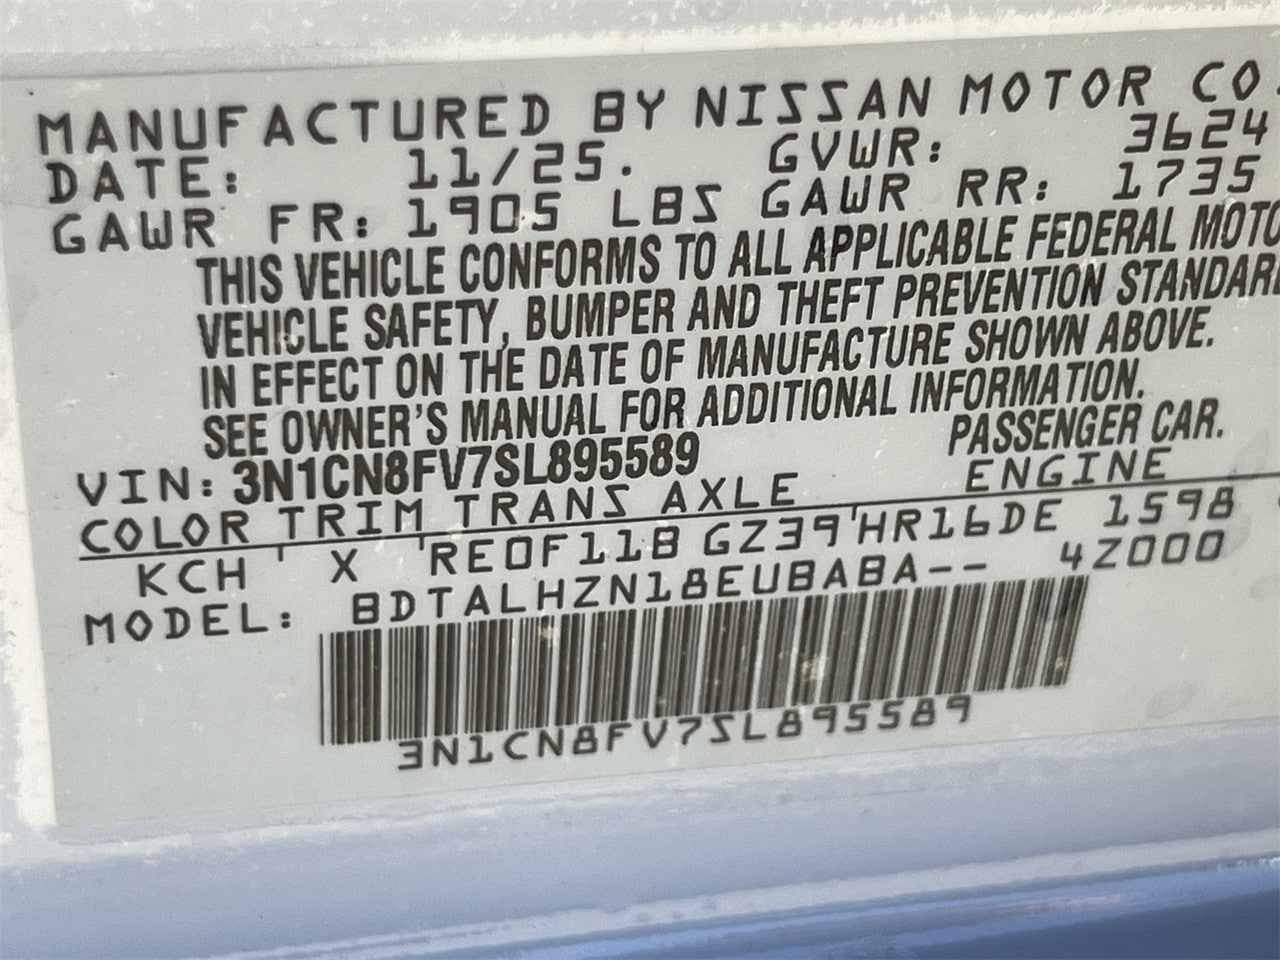 MANUFACTURED BY NISSAN MOTOR CO.
DATE: 11/25. GVWR: 3624
GAWR FR: 1905 LBS GAWR RR: 1735
THIS VEHICLE CONFORMS TO ALL APPLICABLE FEDERAL MOTO
VEHICLE SAFETY, BUMPER AND THEFT PREVENTION STANDAR
IN EFFECT ON THE DATE OF MANUFACTURE SHOWN ABOVE.
SEE OWNER'S MANUAL FOR ADDITIONAL INFORMATION.
VIN: 3N1CN8FV7SL895589 PASSENGER CAR.
COLOR TRIM TRANS AXLE ENGINE
KCH X RE0F11B GZ39 HR16DE 1598
MODEL: BDTALHZN18EUBABA-- 4Z000
3N1CN8FV7SL895589